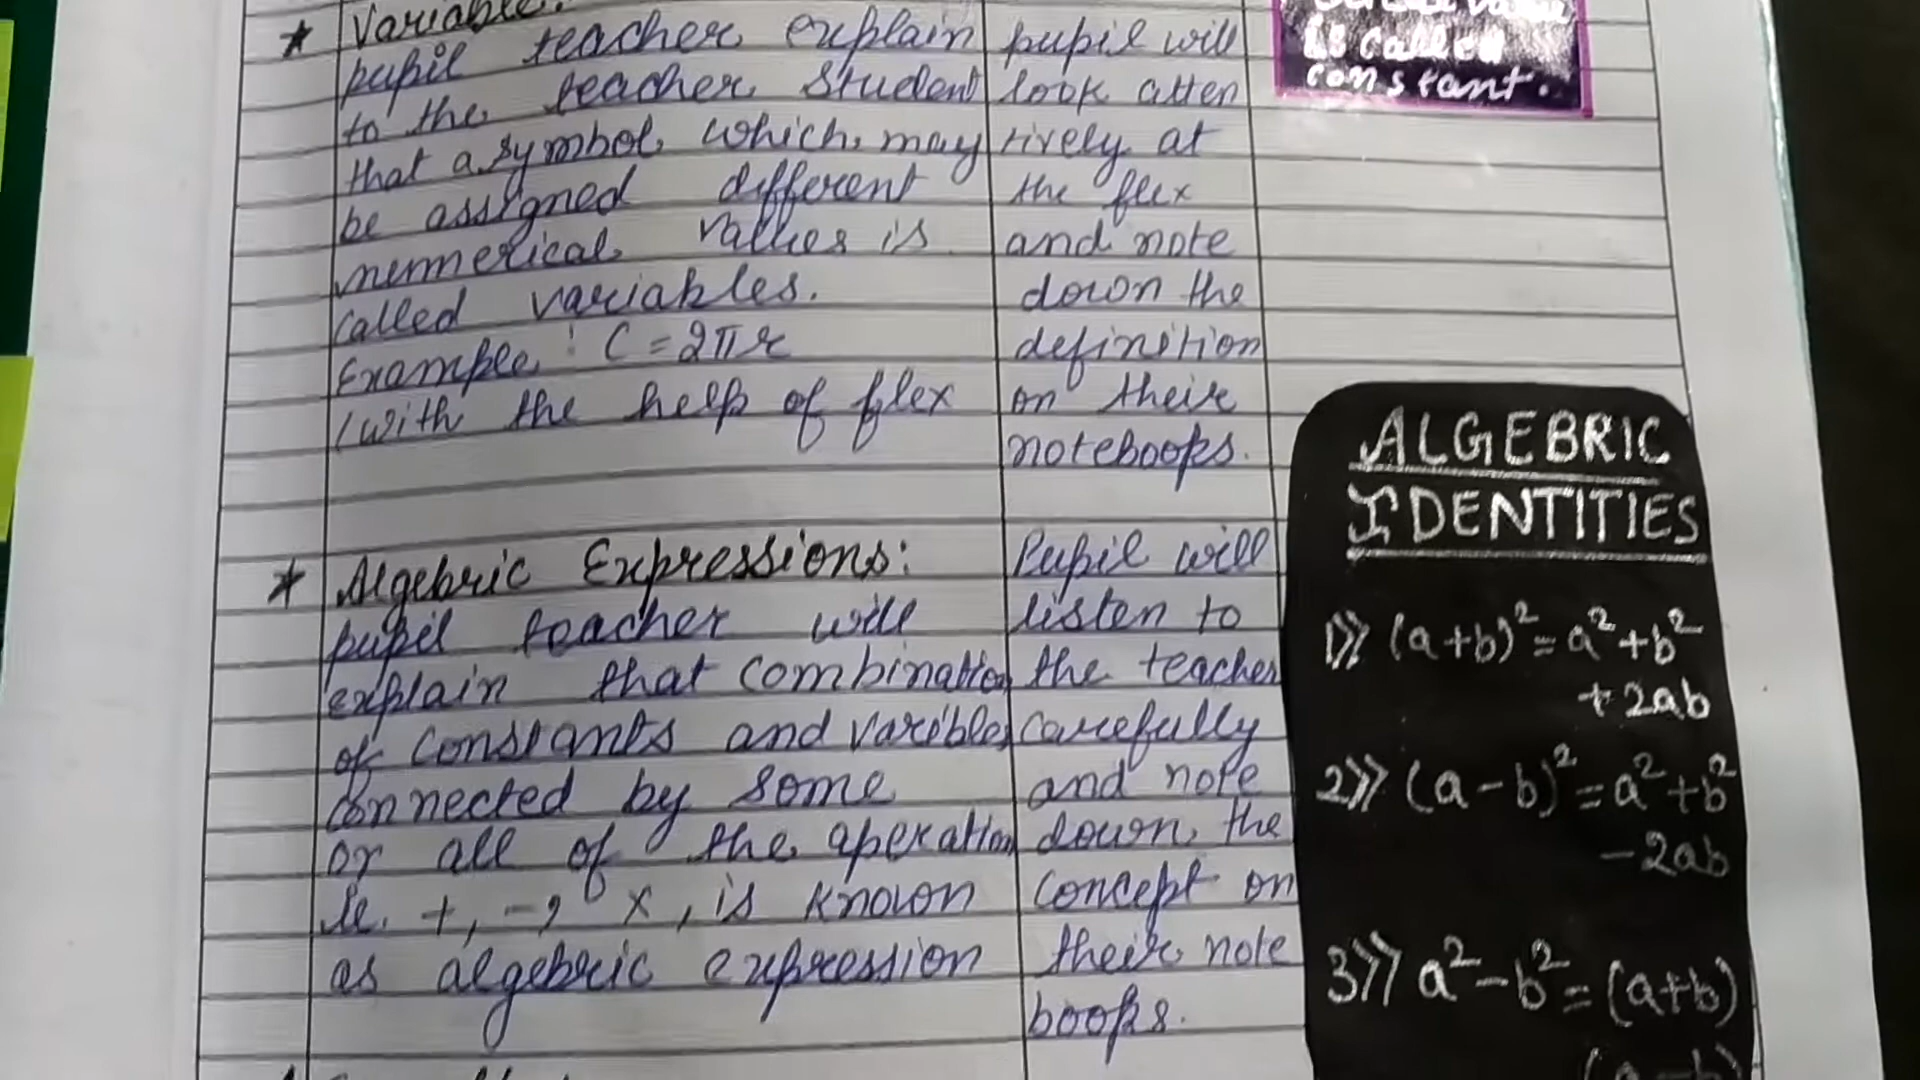 Variable:
pupil teacher explain
to the teacher student
that a symbol which may
be assigned different
numerical values is
called variables.
Example : C = 2πr
(with the help of flex
pupil will
look atten
tively at
the flex
and note
down the
definition
on their
notebooks.
is called
constant.
* Algebric Expressions:
pupil teacher will
explain that combination
of constants and varibles
connected by some
or all of the operation
ie. +, -, x, is known
as algebric expression
Pupil will
listen to
the teacher
carefully
and note
down the
concept on
their note
books.
ALGEBRIC
IDENTITIES
1» (a+b)² = a² + b²
+ 2ab
2» (a-b)² = a² + b²
- 2ab
3» a² - b² = (a+b)
(a-b)